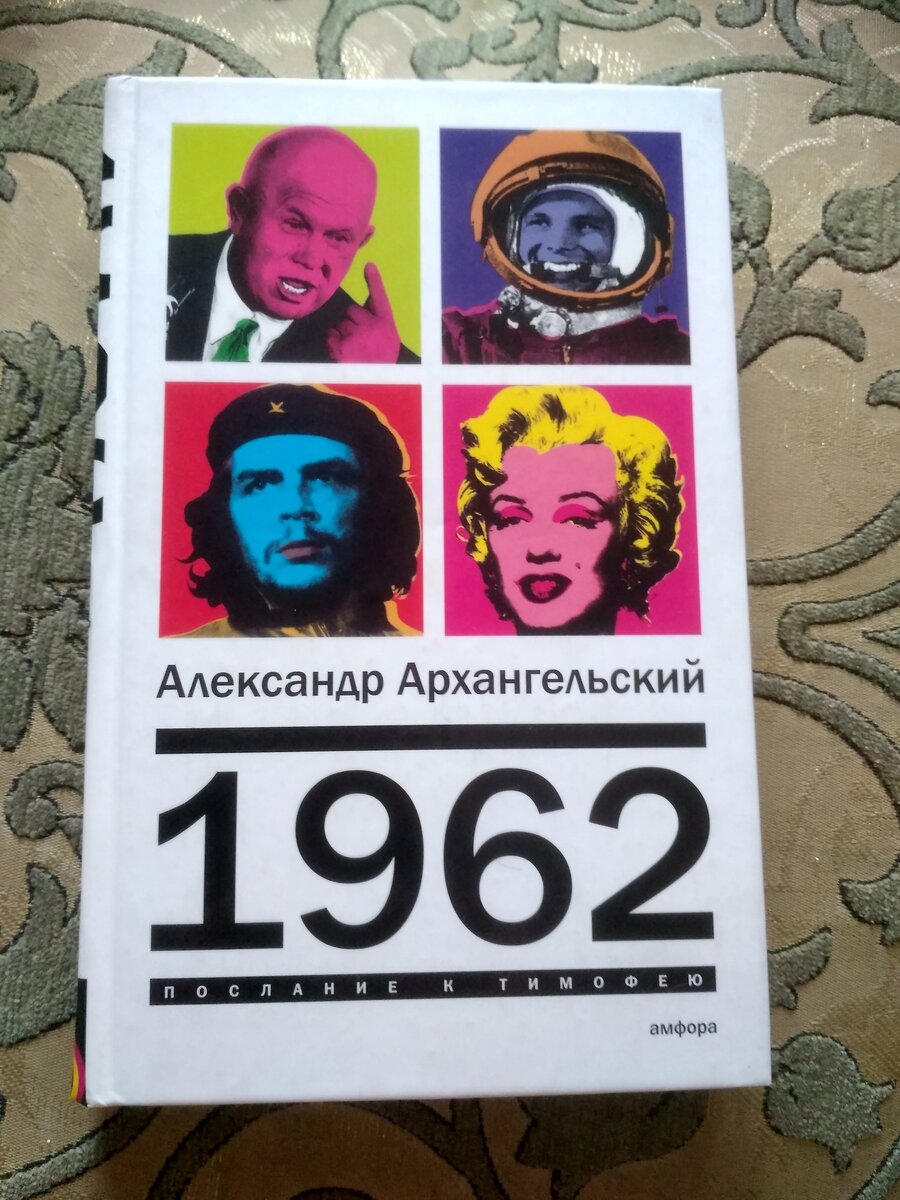 Александр Архангельский
1962
ПОСЛАНИЕ К ТИМОФЕЮ
амфора